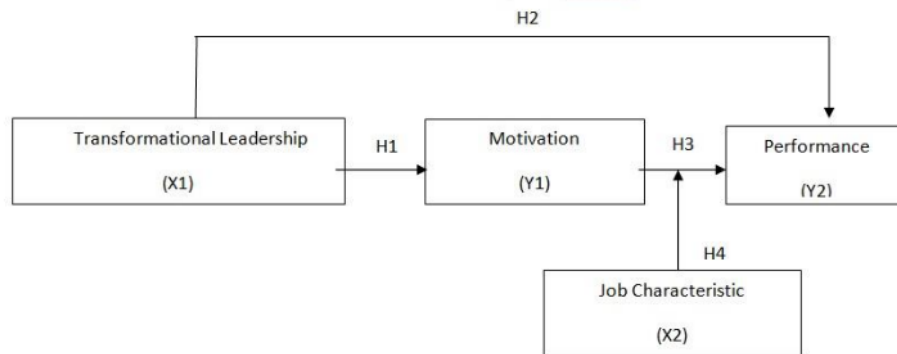 H2
Transformational Leadership
(X1)
H1
Motivation
(Y1)
H3
Performance
(Y2)
H4
Job Characteristic
(X2)